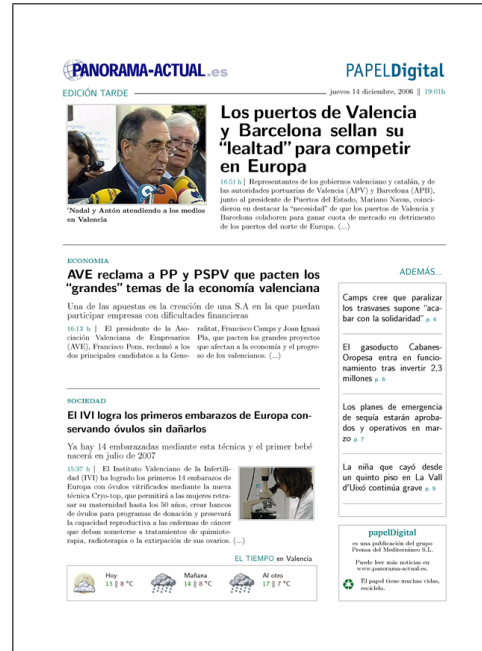 PANORAMA-ACTUAL.es
PAPELDigital
EDICIÓN TARDE
jueves 14 diciembre, 2006 || 19:01h
Los puertos de Valencia
y Barcelona sellan su
“lealtad” para competir
en Europa
16:51 h | Representantes de los gobiernos valenciano y catalán, y de
las autoridades portuarias de Valencia (APV) y Barcelona (APB),
junto al presidente de Puertos del Estado, Mariano Navas, coinci-
dieron en destacar la “necesidad” de que los puertos de Valencia y
Barcelona colaboren para ganar cuota de mercado en detrimento
de los puertos del norte de Europa. (...)
'Nadal y Antón atendiendo a los medios
en Valencia
ECONOMIA
AVE reclama a PP y PSPV que pacten los
“grandes” temas de la economía valenciana
Una de las apuestas es la creación de una S.A en la que puedan
participar empresas con dificultades financieras
16:13 h | El presidente de la Aso-
ciación Valenciana de Empresarios
(AVE), Francisco Pons, reclamó a los
dos principales candidatos a la Gene-
ralitat, Francisco Camps y Joan Ignasi
Pla, que pacten los grandes proyectos
que afectan a la economía y el progre-
so de los valencianos. (...)
SOCIEDAD
El IVI logra los primeros embarazos de Europa con-
servando óvulos sin dañarlos
Ya hay 14 embarazadas mediante esta técnica y el primer bebé
nacerá en julio de 2007
15:37 h | El Instituto Valenciano de la Infertili-
dad (IVI) ha logrado los primeros 14 embarazos de
Europa con óvulos vitrificados mediante la nueva
técnica Cryo-top, que permitirá a las mujeres retra-
sar su maternidad hasta los 50 años, crear bancos
de óvulos para programas de donación y preservará
la capacidad reproductiva a las enfermas de cáncer
que deban someterse a tratamientos de quimiote-
rapia, radioterapia o la extirpación de sus ovarios. (...)
EL TIEMPO en Valencia
Hoy
13 || 8 °C
Mañana
14 || 8 °C
Al otro
17 || 7 °C
ADEMÁS...
Camps cree que paralizar
los trasvases supone “aca-
bar con la solidaridad” p. 4
El gasoducto Cabanes-
Oropesa entra en funcio-
namiento tras invertir 2,3
millones p. 6
Los planes de emergencia
de sequía estarán aproba-
dos y operativos en mar-
zo p. 7
La niña que cayó desde
un quinto piso en La Vall
d'Uixó continúa grave p. 9
papelDigital
es una publicación del grupo
Prensa del Mediterráneo S.L.
Puede leer más noticias en
www.panorama-actual.es.
El papel tiene muchas vidas,
recíclelo.